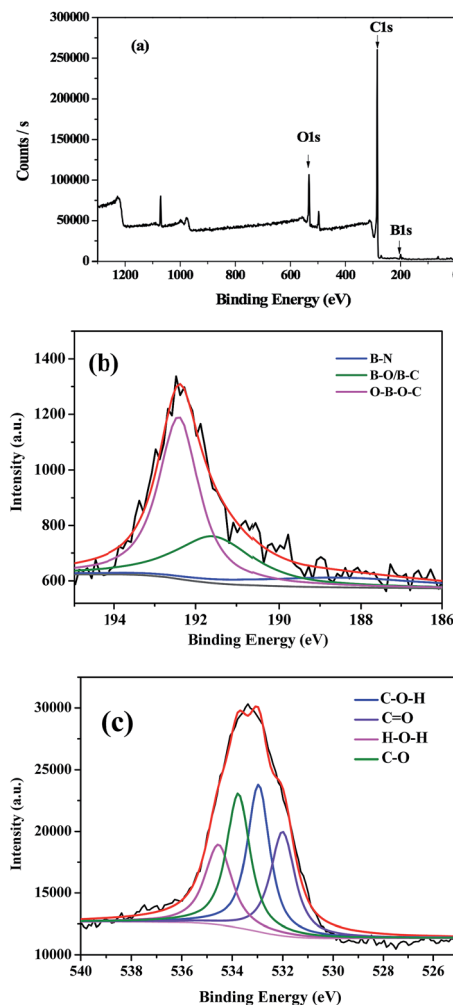 300000
250000
200000
150000
100000
50000
0
Counts / s
(a)
C1s
O1s
B1s
1200
1000
800
600
400
200
0
Binding Energy (eV)
1400
1200
1000
800
600
Intensity (a.u.)
(b)
B-N
B-O/B-C
O-B-O-C
194
192
190
188
186
Binding Energy (eV)
30000
25000
20000
15000
10000
Intensity (a.u.)
(c)
C-O-H
C=O
H-O-H
C-O
540
538
536
534
532
530
528
526
Binding Energy (eV)